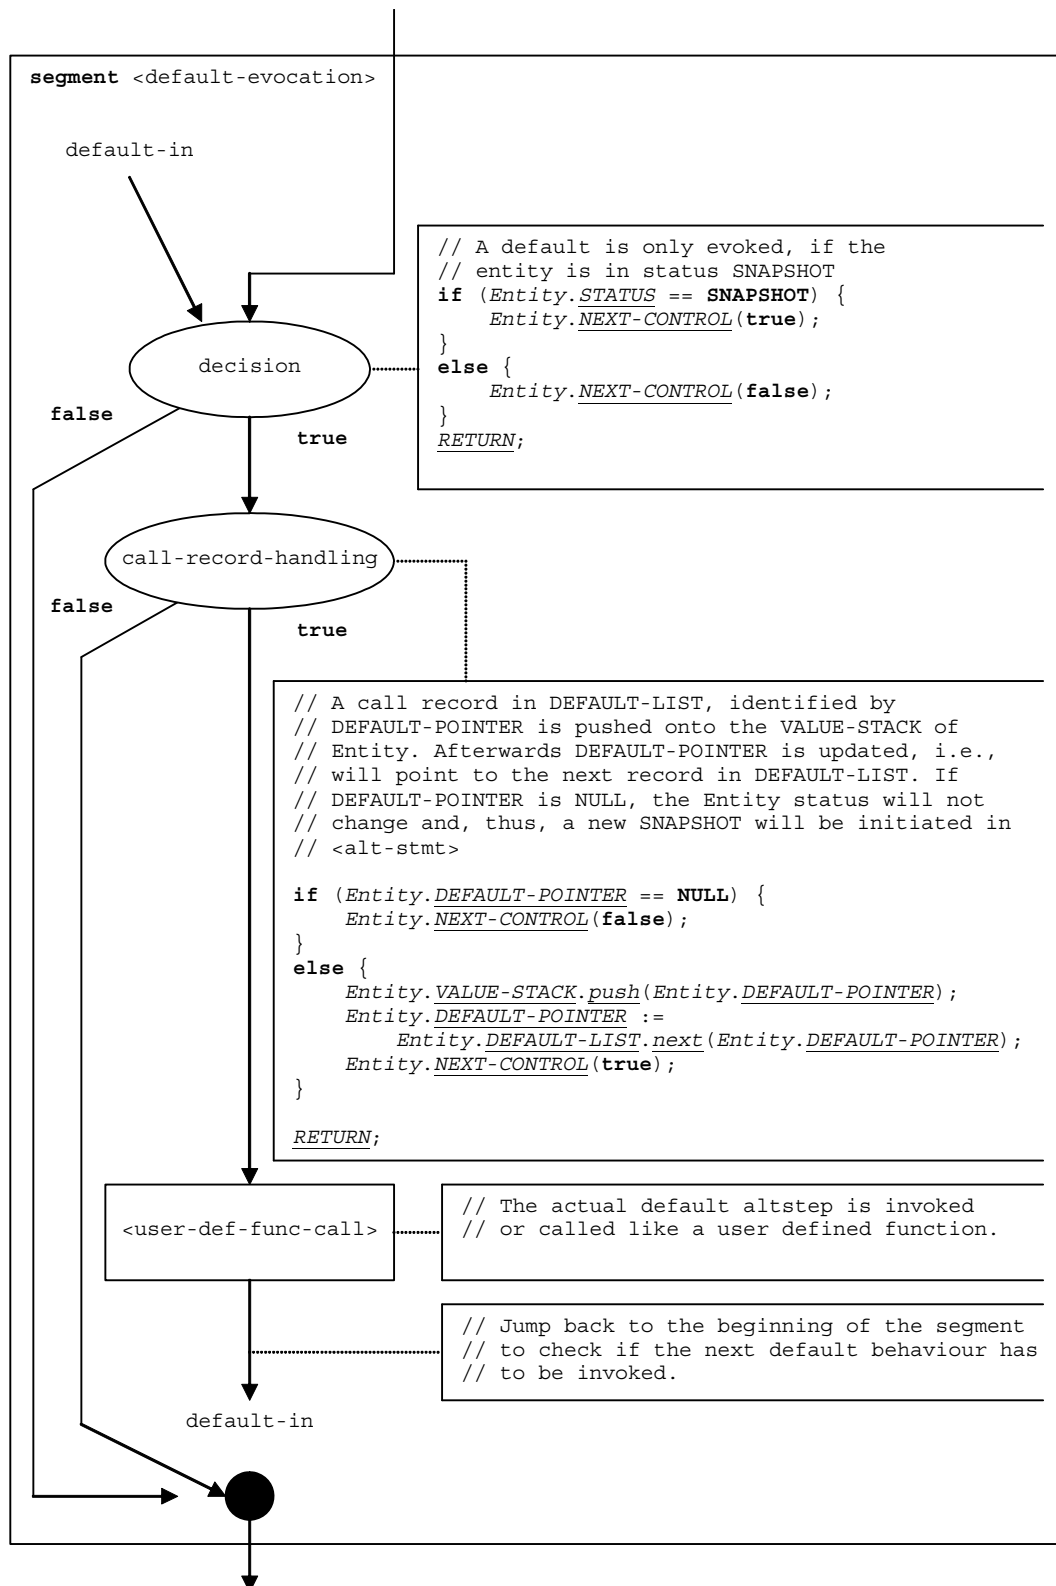 segment <default-evocation>
default-in
// A default is only evoked, if the
// entity is in status SNAPSHOT
if (Entity.STATUS == SNAPSHOT) {
Entity.NEXT-CONTROL(true);
}
else {
Entity.NEXT-CONTROL(false);
}
RETURN;
decision
false
true
call-record-handling
false
true
// A call record in DEFAULT-LIST, identified by
// DEFAULT-POINTER is pushed onto the VALUE-STACK of
// Entity. Afterwards DEFAULT-POINTER is updated, i.e.,
// will point to the next record in DEFAULT-LIST. If
// DEFAULT-POINTER is NULL, the Entity status will not
// change and, thus, a new SNAPSHOT will be initiated in
// <alt-stmt>
if (Entity.DEFAULT-POINTER == NULL) {
Entity.NEXT-CONTROL(false);
}
else {
Entity.VALUE-STACK.push(Entity.DEFAULT-POINTER);
Entity.DEFAULT-POINTER :=
Entity.DEFAULT-LIST.next(Entity.DEFAULT-POINTER);
Entity.NEXT-CONTROL(true);
}
RETURN;
<user-def-func-call>
// The actual default altstep is invoked
// or called like a user defined function.
// Jump back to the beginning of the segment
// to check if the next default behaviour has
// to be invoked.
default-in